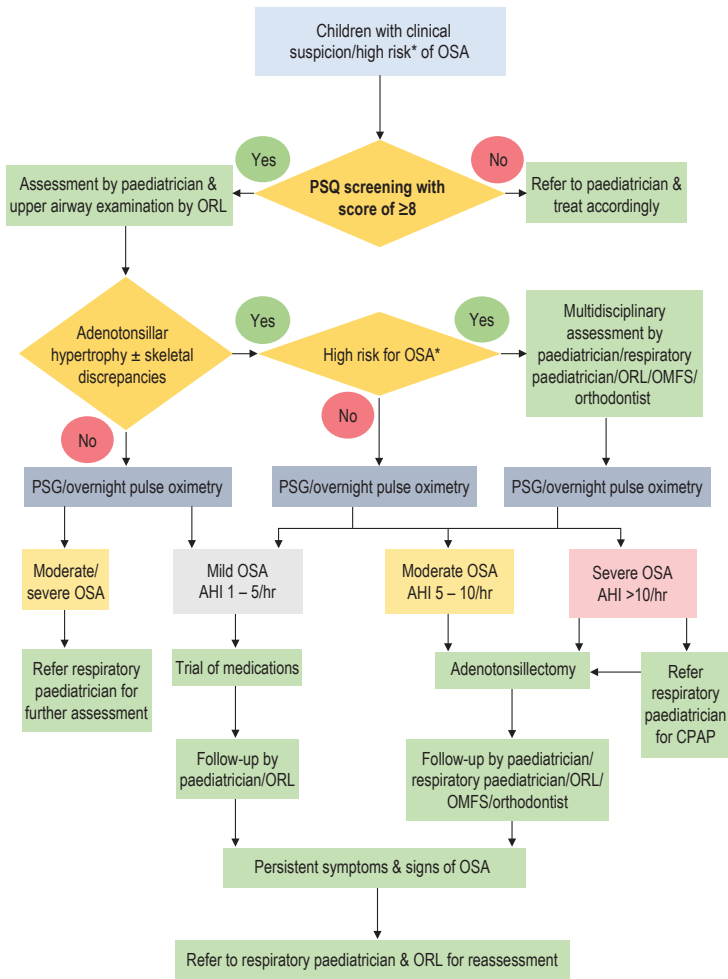 Children with clinical
suspicion/high risk* of OSA
Yes
No
Assessment by paediatrician &
upper airway examination by ORL
PSQ screening with
score of ≥8
Refer to paediatrician &
treat accordingly
Adenotonsillar
hypertrophy ± skeletal
discrepancies
Yes
High risk for OSA*
Yes
Multidisciplinary
assessment by
paediatrician/respiratory
paediatrician/ORL/OMFS/
orthodontist
No
No
PSG/overnight pulse oximetry
PSG/overnight pulse oximetry
PSG/overnight pulse oximetry
Moderate/
severe OSA
Mild OSA
AHI 1 – 5/hr
Moderate OSA
AHI 5 – 10/hr
Severe OSA
AHI >10/hr
Refer respiratory
paediatrician for
further assessment
Trial of medications
Adenotonsillectomy
Refer
respiratory
paediatrician
for CPAP
Follow-up by
paediatrician/ORL
Follow-up by paediatrician/
respiratory paediatrician/ORL/
OMFS/orthodontist
Persistent symptoms & signs of OSA
Refer to respiratory paediatrician & ORL for reassessment